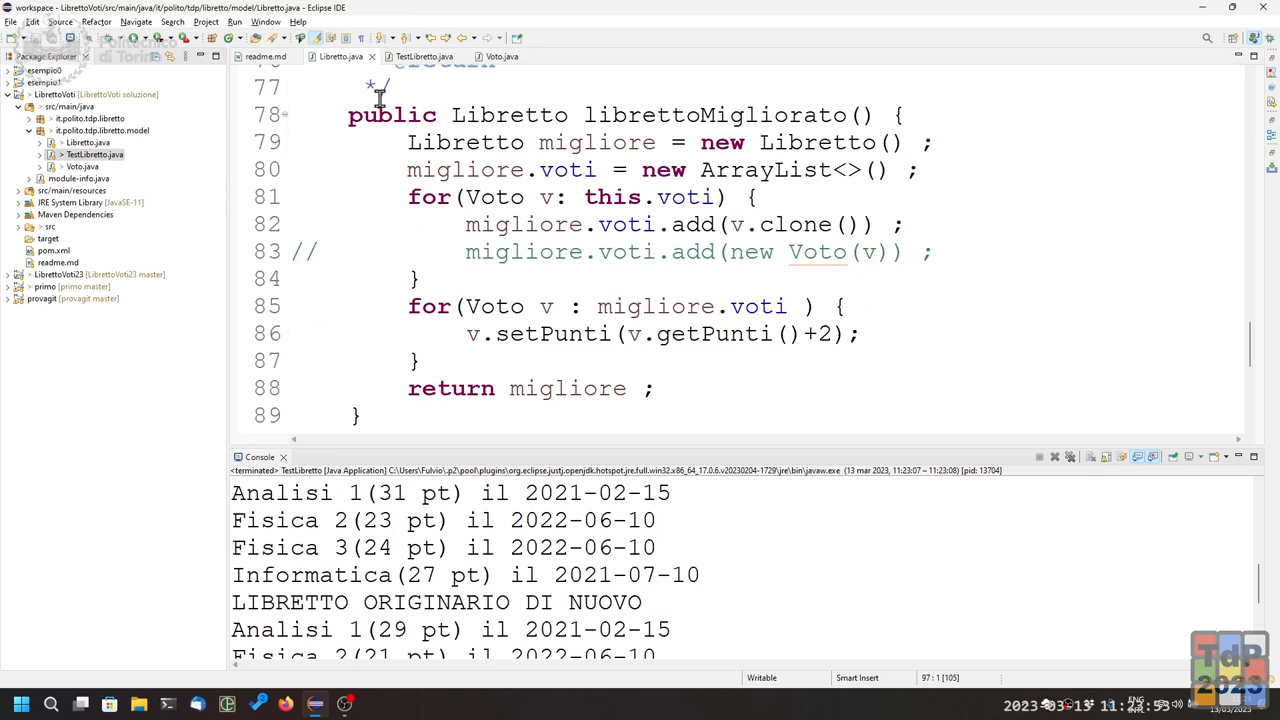 workspace - LibrettoVoti/src/main/java/it/polito/tdp/libretto/model/Libretto.java - Eclipse IDE
File Edit Source Refactor Navigate Search Project Run Window Help
Politecnico
di Torino
Package Explorer
readme.md Libretto.java TestLibretto.java Voto.java
esempio0
esempio1
LibrettoVoti (LibrettoVoti soluzione)
src/main/java
> it.polito.tdp.libretto
> it.polito.tdp.libretto.model
> Libretto.java
> TestLibretto.java
> Voto.java
module-info.java
src/main/resources
JRE System Library [JavaSE-11]
Maven Dependencies
> src
target
pom.xml
readme.md
LibrettoVoti23 [LibrettoVoti23 master]
primo [primo master]
provagit [provagit master]
77 */
78 public Libretto librettoMigliorato() {
79 Libretto migliore = new Libretto() ;
80 migliore.voti = new ArrayList<>() ;
81 for(Voto v: this.voti) {
82 migliore.voti.add(v.clone()) ;
83 // migliore.voti.add(new Voto(v)) ;
84 }
85 for(Voto v : migliore.voti ) {
86 v.setPunti(v.getPunti()+2);
87 }
88 return migliore ;
89 }
Console
<terminated> TestLibretto [Java Application] C:\Users\Fulvio\.p2\pool\plugins\org.eclipse.justj.openjdk.hotspot.jre.full.win32.x86_64_17.0.6.v20230204-1729\jre\bin\javaw.exe (13 mar 2023, 11:23:07 – 11:23:08) [pid: 13704]
Analisi 1(31 pt) il 2021-02-15
Fisica 2(23 pt) il 2022-06-10
Fisica 3(24 pt) il 2022-06-10
Informatica(27 pt) il 2021-07-10
LIBRETTO ORIGINARIO DI NUOVO
Analisi 1(29 pt) il 2021-02-15
Fisica 2(21 pt) il 2022-06-10
Writable Smart Insert 97 : 1 [105]
TdP
2023
ENG